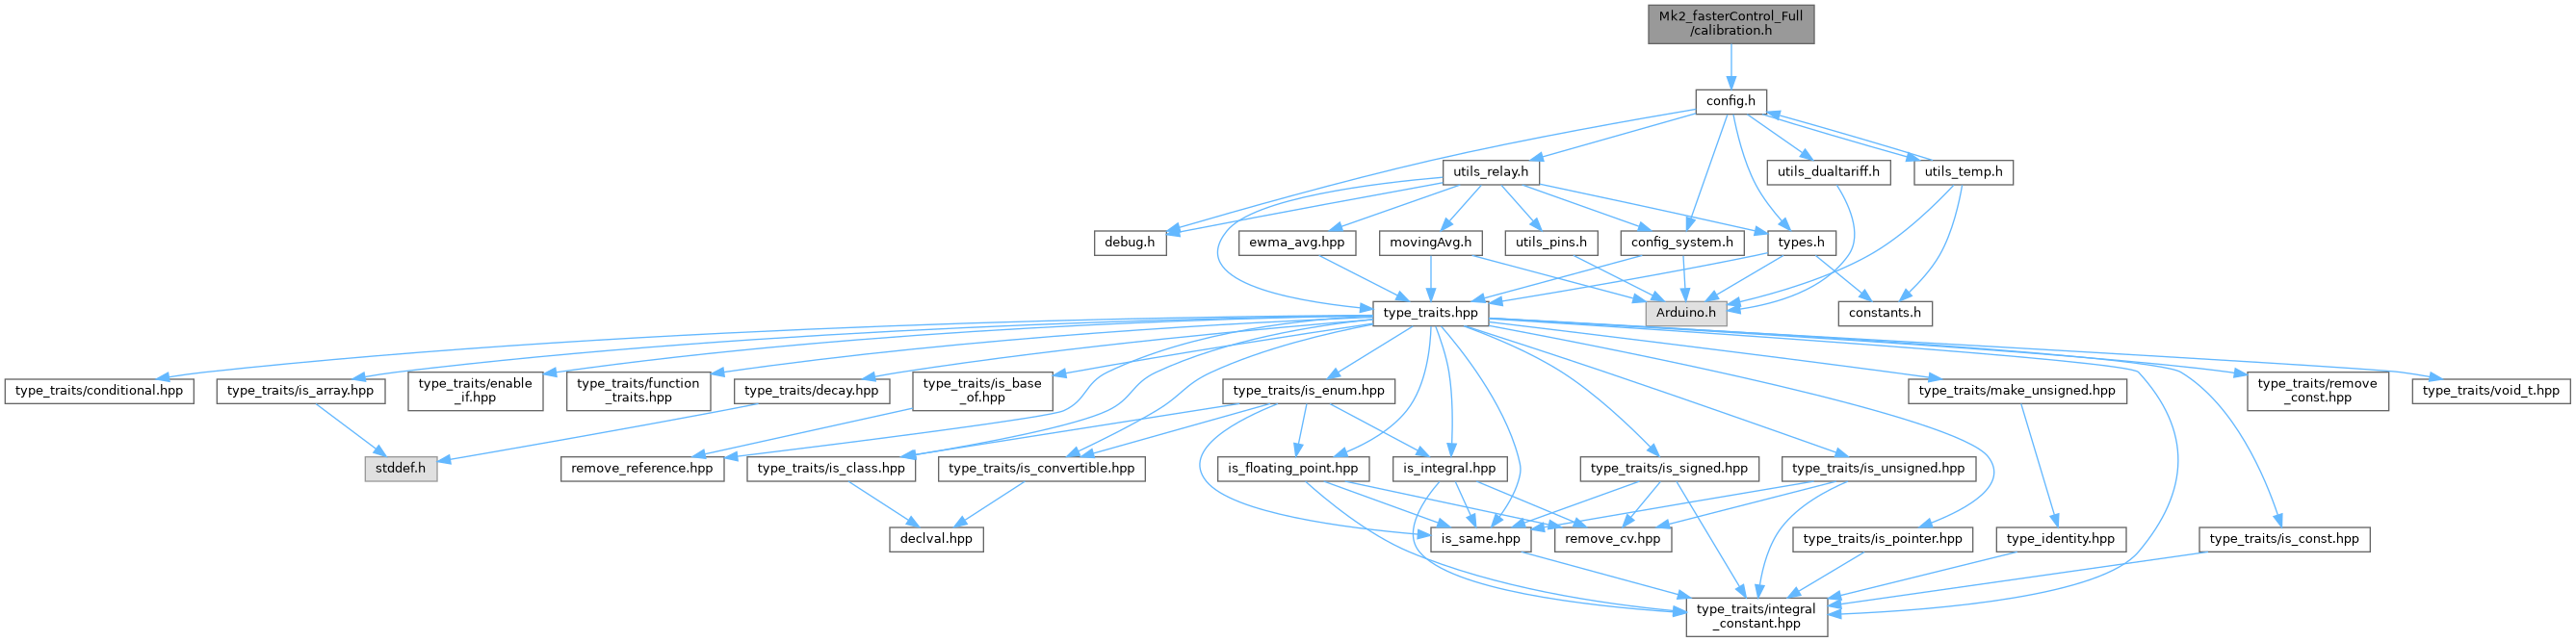 Mk2_fasterControl_Full
/calibration.h
config.h
utils_relay.h
utils_dualtariff.h
utils_temp.h
debug.h
ewma_avg.hpp
movingAvg.h
utils_pins.h
config_system.h
types.h
type_traits.hpp
Arduino.h
constants.h
type_traits/conditional.hpp
type_traits/is_array.hpp
type_traits/enable
_if.hpp
type_traits/function
_traits.hpp
type_traits/decay.hpp
type_traits/is_base
_of.hpp
type_traits/is_enum.hpp
type_traits/make_unsigned.hpp
type_traits/remove
_const.hpp
type_traits/void_t.hpp
stddef.h
remove_reference.hpp
type_traits/is_class.hpp
type_traits/is_convertible.hpp
is_floating_point.hpp
is_integral.hpp
type_traits/is_signed.hpp
type_traits/is_unsigned.hpp
declval.hpp
is_same.hpp
remove_cv.hpp
type_traits/is_pointer.hpp
type_identity.hpp
type_traits/is_const.hpp
type_traits/integral
_constant.hpp